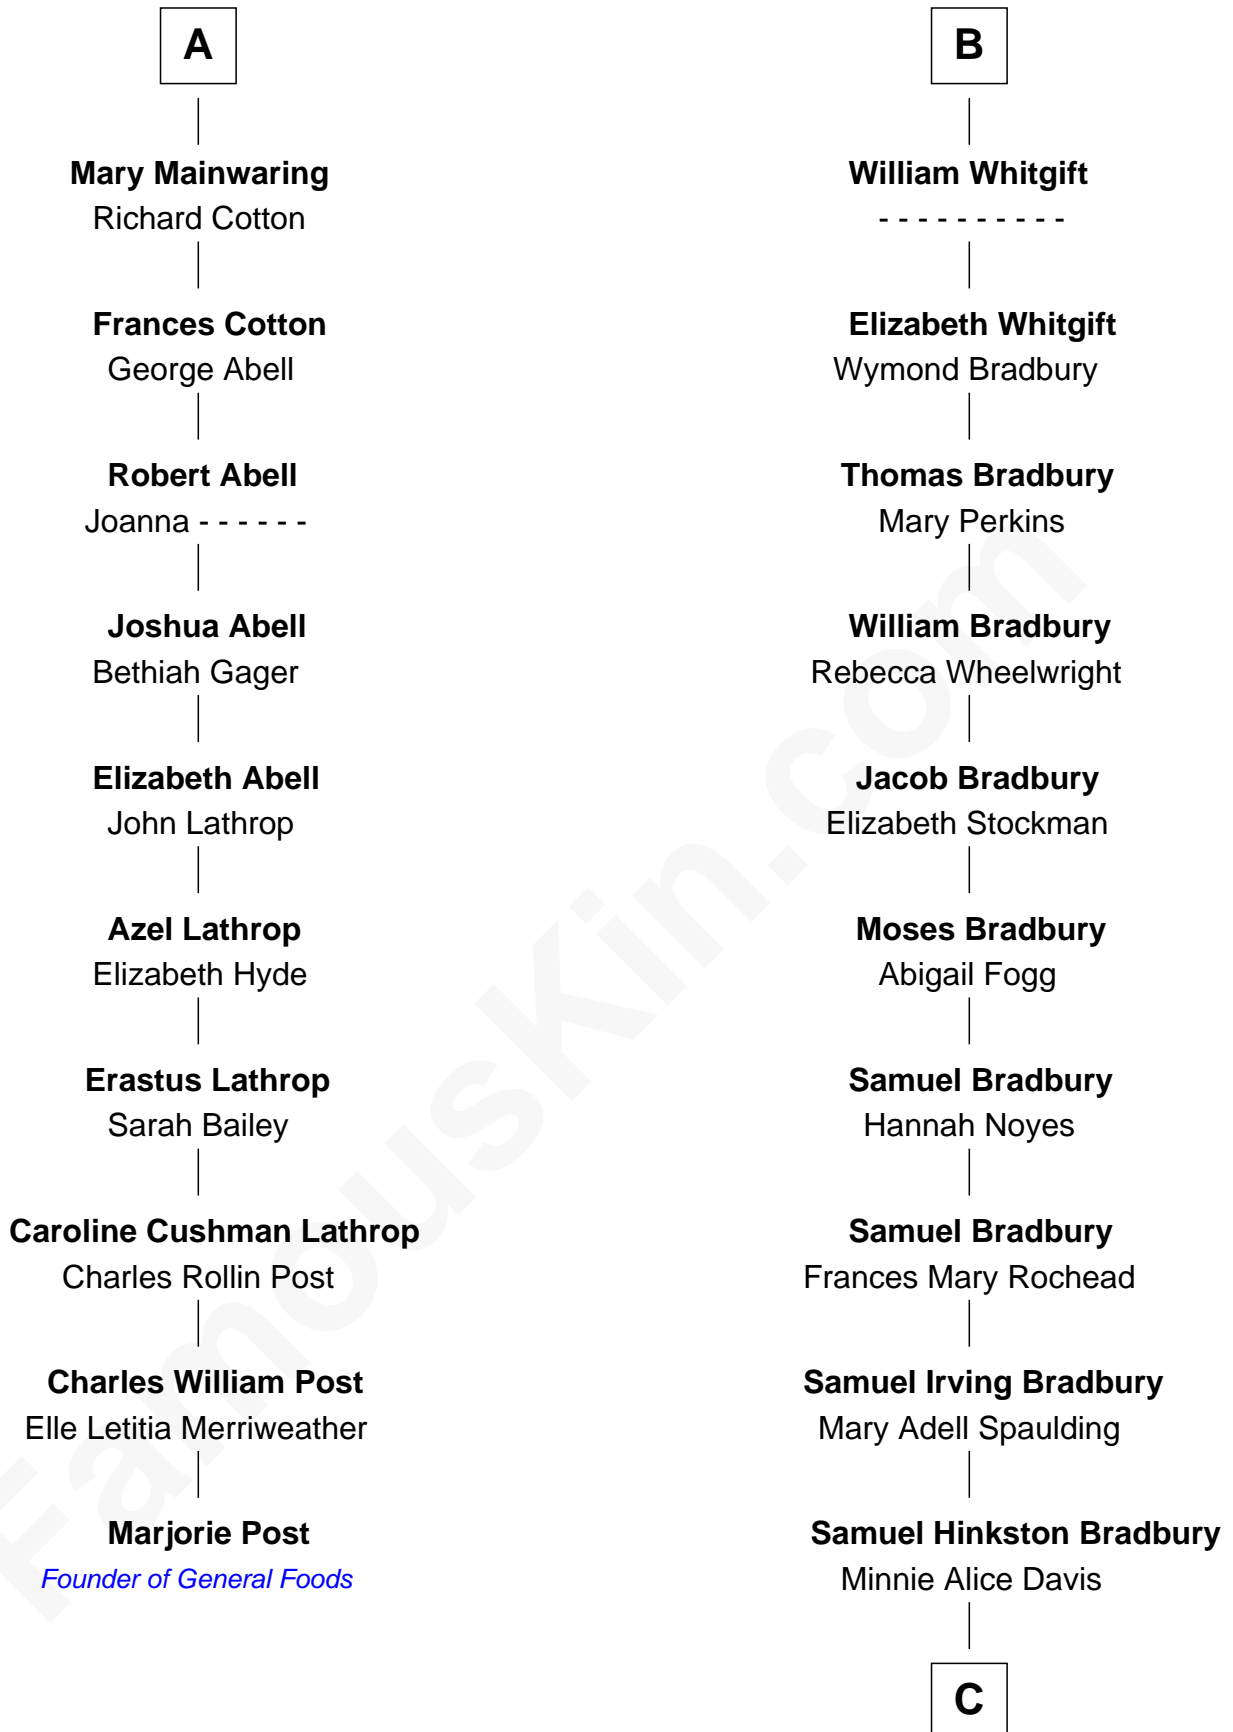 A
Mary Mainwaring
Richard Cotton
Frances Cotton
George Abell
Robert Abell
Joanna - - - - - -
Joshua Abell
Bethiah Gager
Elizabeth Abell
John Lathrop
Azel Lathrop
Elizabeth Hyde
Erastus Lathrop
Sarah Bailey
Caroline Cushman Lathrop
Charles Rollin Post
Charles William Post
Elle Letitia Merriweather
Marjorie Post
Founder of General Foods
B
William Whitgift
- - - - - - - - - -
Elizabeth Whitgift
Wymond Bradbury
Thomas Bradbury
Mary Perkins
William Bradbury
Rebecca Wheelwright
Jacob Bradbury
Elizabeth Stockman
Moses Bradbury
Abigail Fogg
Samuel Bradbury
Hannah Noyes
Samuel Bradbury
Frances Mary Rochead
Samuel Irving Bradbury
Mary Adell Spaulding
Samuel Hinkston Bradbury
Minnie Alice Davis
C
FamousKin.com